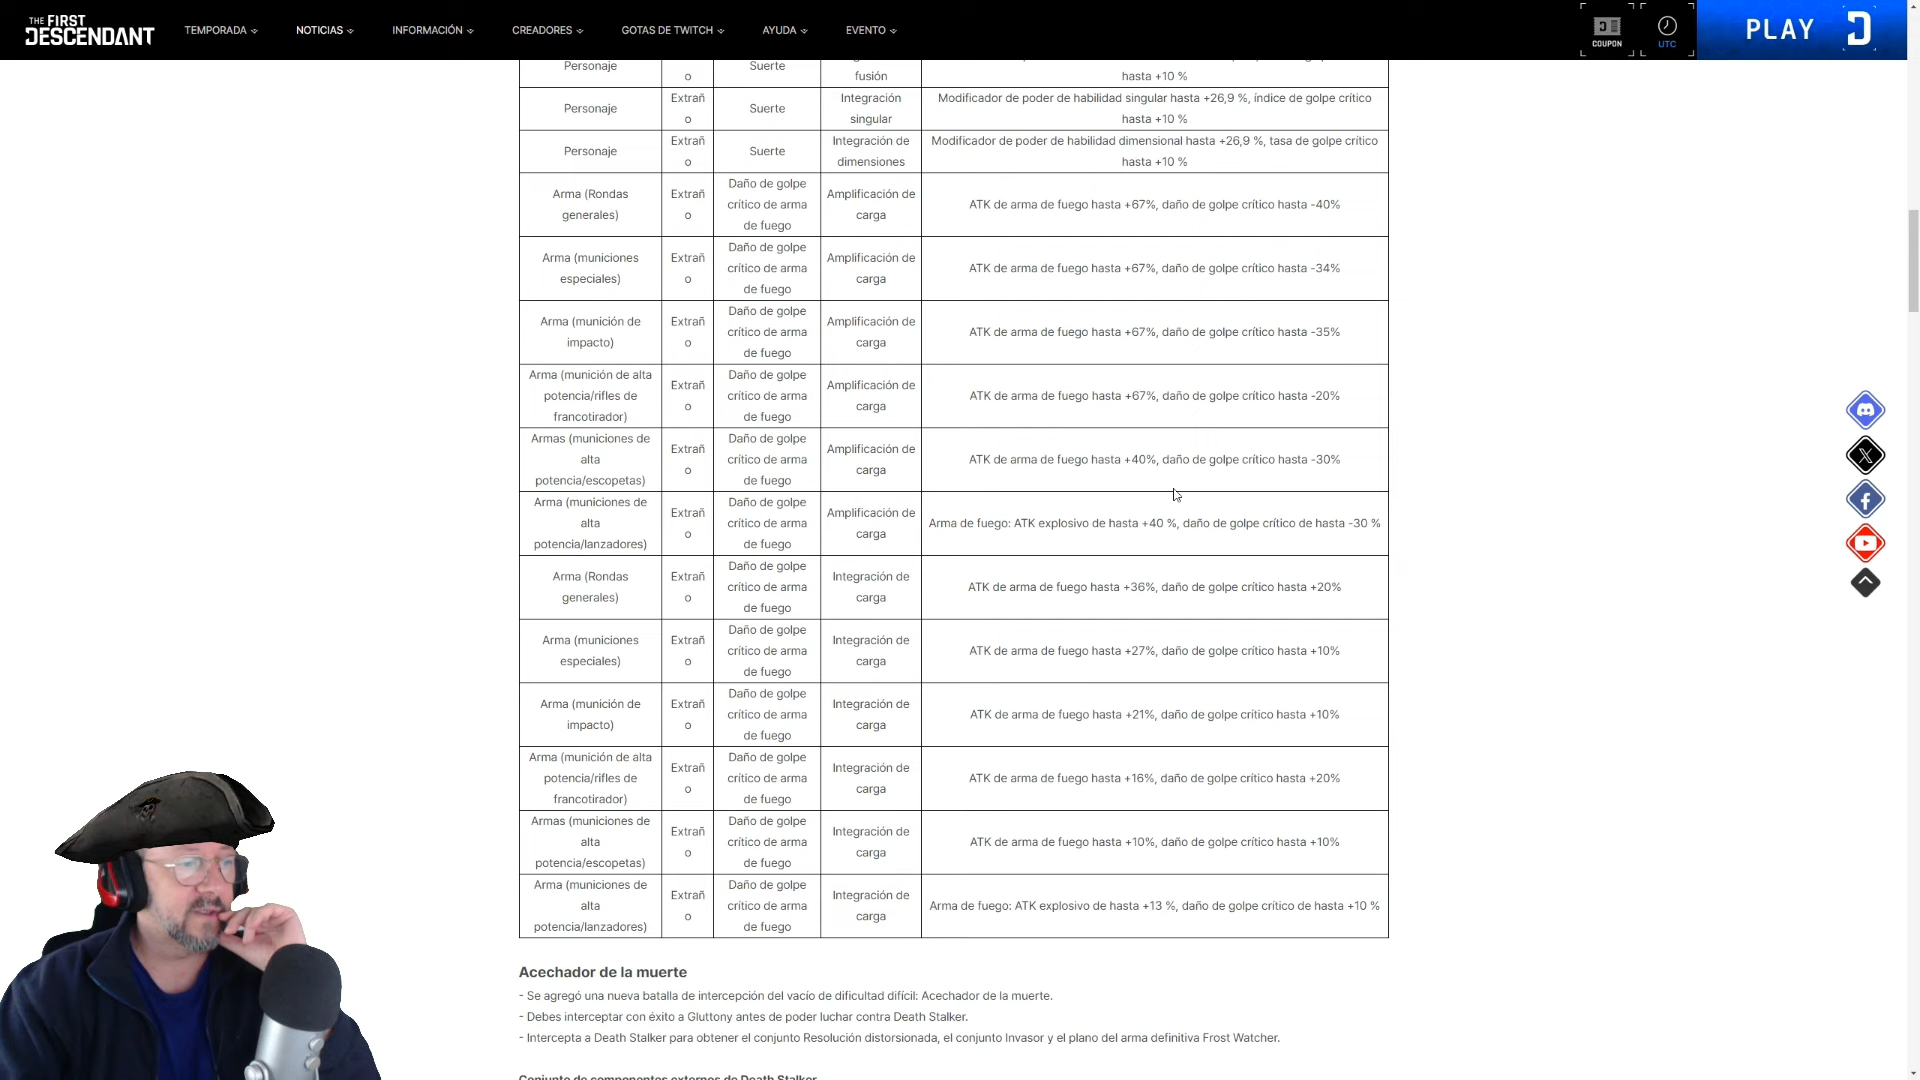 THE FIRST
DESCENDANT
TEMPORADA
NOTICIAS
INFORMACIÓN
CREADORES
GOTAS DE TWITCH
AYUDA
EVENTO
COUPON
UTC
PLAY
Personaje
Extrañ
o
Suerte
fusión
hasta +10 %
Personaje
Extrañ
o
Suerte
Integración
singular
Modificador de poder de habilidad singular hasta +26,9 %, índice de golpe crítico
hasta +10 %
Personaje
Extrañ
o
Suerte
Integración de
dimensiones
Modificador de poder de habilidad dimensional hasta +26,9 %, tasa de golpe crítico
hasta +10 %
Arma (Rondas
generales)
Extrañ
o
Daño de golpe
crítico de arma
de fuego
Amplificación de
carga
ATK de arma de fuego hasta +67%, daño de golpe crítico hasta -40%
Arma (municiones
especiales)
Extrañ
o
Daño de golpe
crítico de arma
de fuego
Amplificación de
carga
ATK de arma de fuego hasta +67%, daño de golpe crítico hasta -34%
Arma (munición de
impacto)
Extrañ
o
Daño de golpe
crítico de arma
de fuego
Amplificación de
carga
ATK de arma de fuego hasta +67%, daño de golpe crítico hasta -35%
Arma (munición de alta
potencia/rifles de
francotirador)
Extrañ
o
Daño de golpe
crítico de arma
de fuego
Amplificación de
carga
ATK de arma de fuego hasta +67%, daño de golpe crítico hasta -20%
Armas (municiones de
alta
potencia/escopetas)
Extrañ
o
Daño de golpe
crítico de arma
de fuego
Amplificación de
carga
ATK de arma de fuego hasta +40%, daño de golpe crítico hasta -30%
Arma (municiones de
alta
potencia/lanzadores)
Extrañ
o
Daño de golpe
crítico de arma
de fuego
Amplificación de
carga
Arma de fuego: ATK explosivo de hasta +40 %, daño de golpe crítico de hasta -30 %
Arma (Rondas
generales)
Extrañ
o
Daño de golpe
crítico de arma
de fuego
Integración de
carga
ATK de arma de fuego hasta +36%, daño de golpe crítico hasta +20%
Arma (municiones
especiales)
Extrañ
o
Daño de golpe
crítico de arma
de fuego
Integración de
carga
ATK de arma de fuego hasta +27%, daño de golpe crítico hasta +10%
Arma (munición de
impacto)
Extrañ
o
Daño de golpe
crítico de arma
de fuego
Integración de
carga
ATK de arma de fuego hasta +21%, daño de golpe crítico hasta +10%
Arma (munición de alta
potencia/rifles de
francotirador)
Extrañ
o
Daño de golpe
crítico de arma
de fuego
Integración de
carga
ATK de arma de fuego hasta +16%, daño de golpe crítico hasta +20%
Armas (municiones de
alta
potencia/escopetas)
Extrañ
o
Daño de golpe
crítico de arma
de fuego
Integración de
carga
ATK de arma de fuego hasta +10%, daño de golpe crítico hasta +10%
Arma (municiones de
alta
potencia/lanzadores)
Extrañ
o
Daño de golpe
crítico de arma
de fuego
Integración de
carga
Arma de fuego: ATK explosivo de hasta +13 %, daño de golpe crítico de hasta +10 %
Acechador de la muerte
- Se agregó una nueva batalla de intercepción del vacío de dificultad difícil: Acechador de la muerte.
- Debes interceptar con éxito a Gluttony antes de poder luchar contra Death Stalker.
- Intercepta a Death Stalker para obtener el conjunto Resolución distorsionada, el conjunto Invasor y el plano del arma definitiva Frost Watcher.
Conjunto de componentes externos de Death Stalker